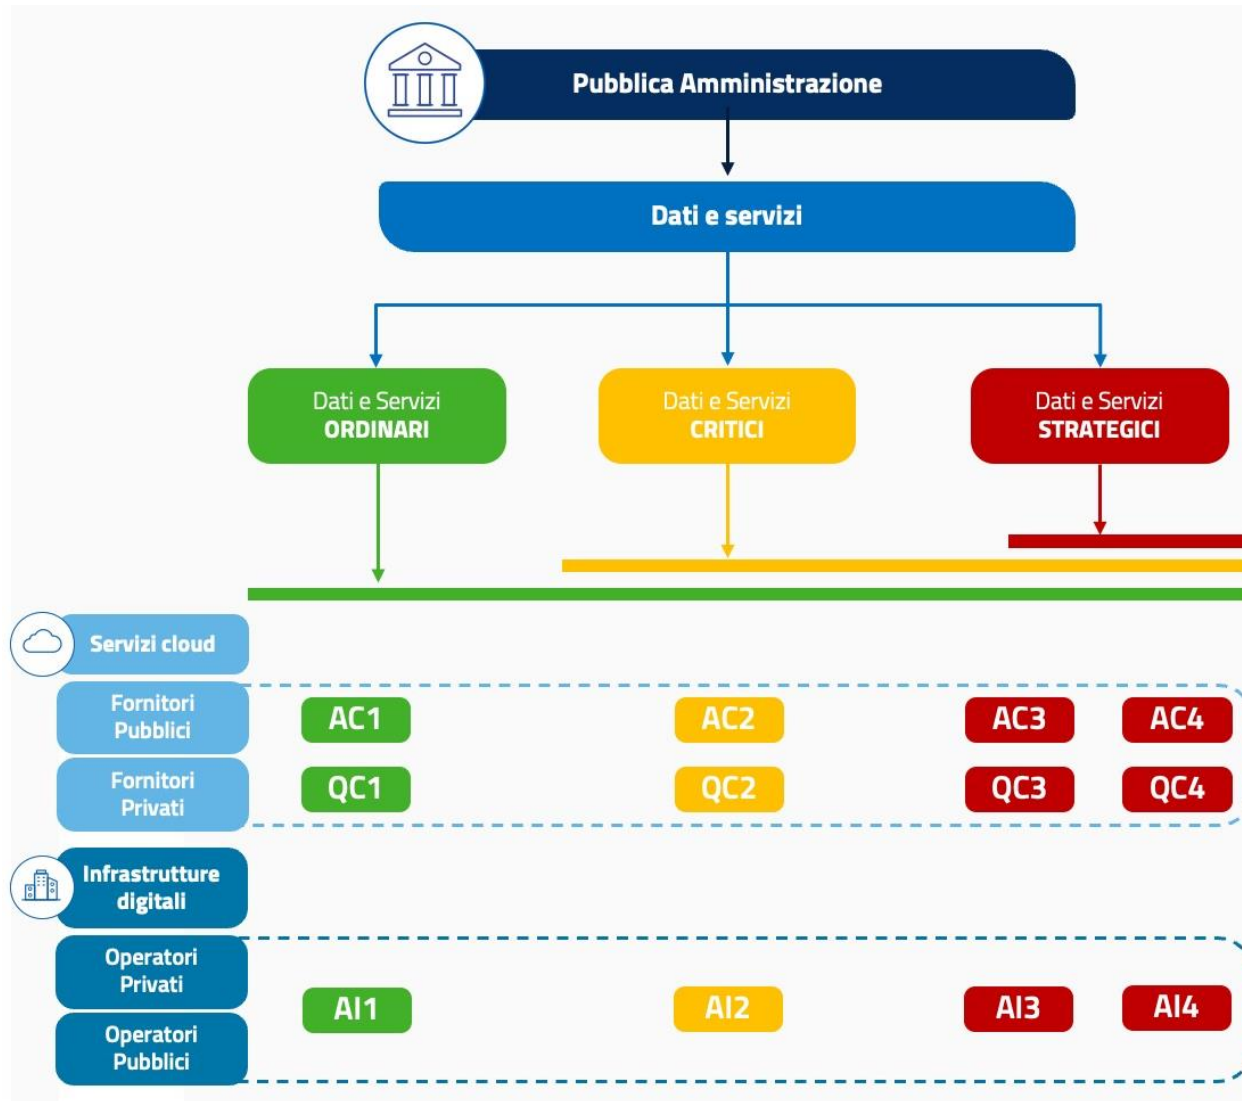 Pubblica Amministrazione
Dati e servizi
Dati e Servizi
ORDINARI
Dati e Servizi
CRITICI
Dati e Servizi
STRATEGICI
Servizi cloud
Fornitori
Pubblici
AC1
AC2
AC3
AC4
Fornitori
Privati
QC1
QC2
QC3
QC4
Infrastrutture
digitali
Operatori
Privati
Operatori
Pubblici
AI1
AI2
AI3
AI4